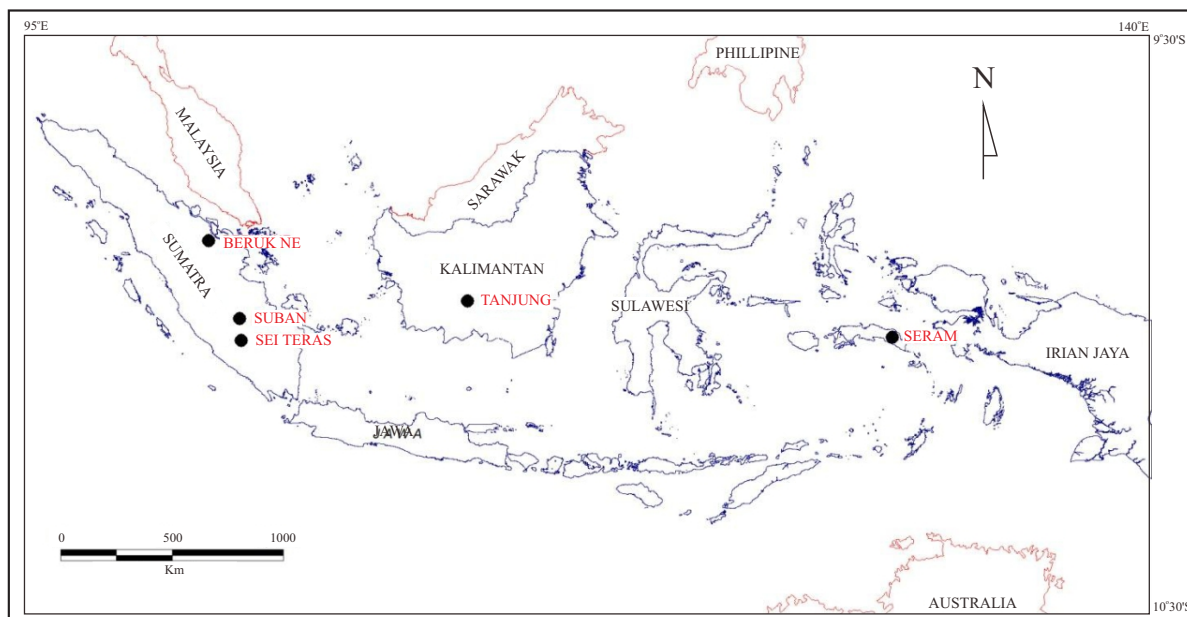 95°E
140°E
9°30'S
PHILLIPINE
N
MALAYSIA
SARAWAK
BERUK NE
SUMATRA
KALIMANTAN
TANJUNG
SULAWESI
SUBAN
SEI TERAS
SERAM
IRIAN JAYA
JAWA
0 500 1000
Km
AUSTRALIA
10°30'S